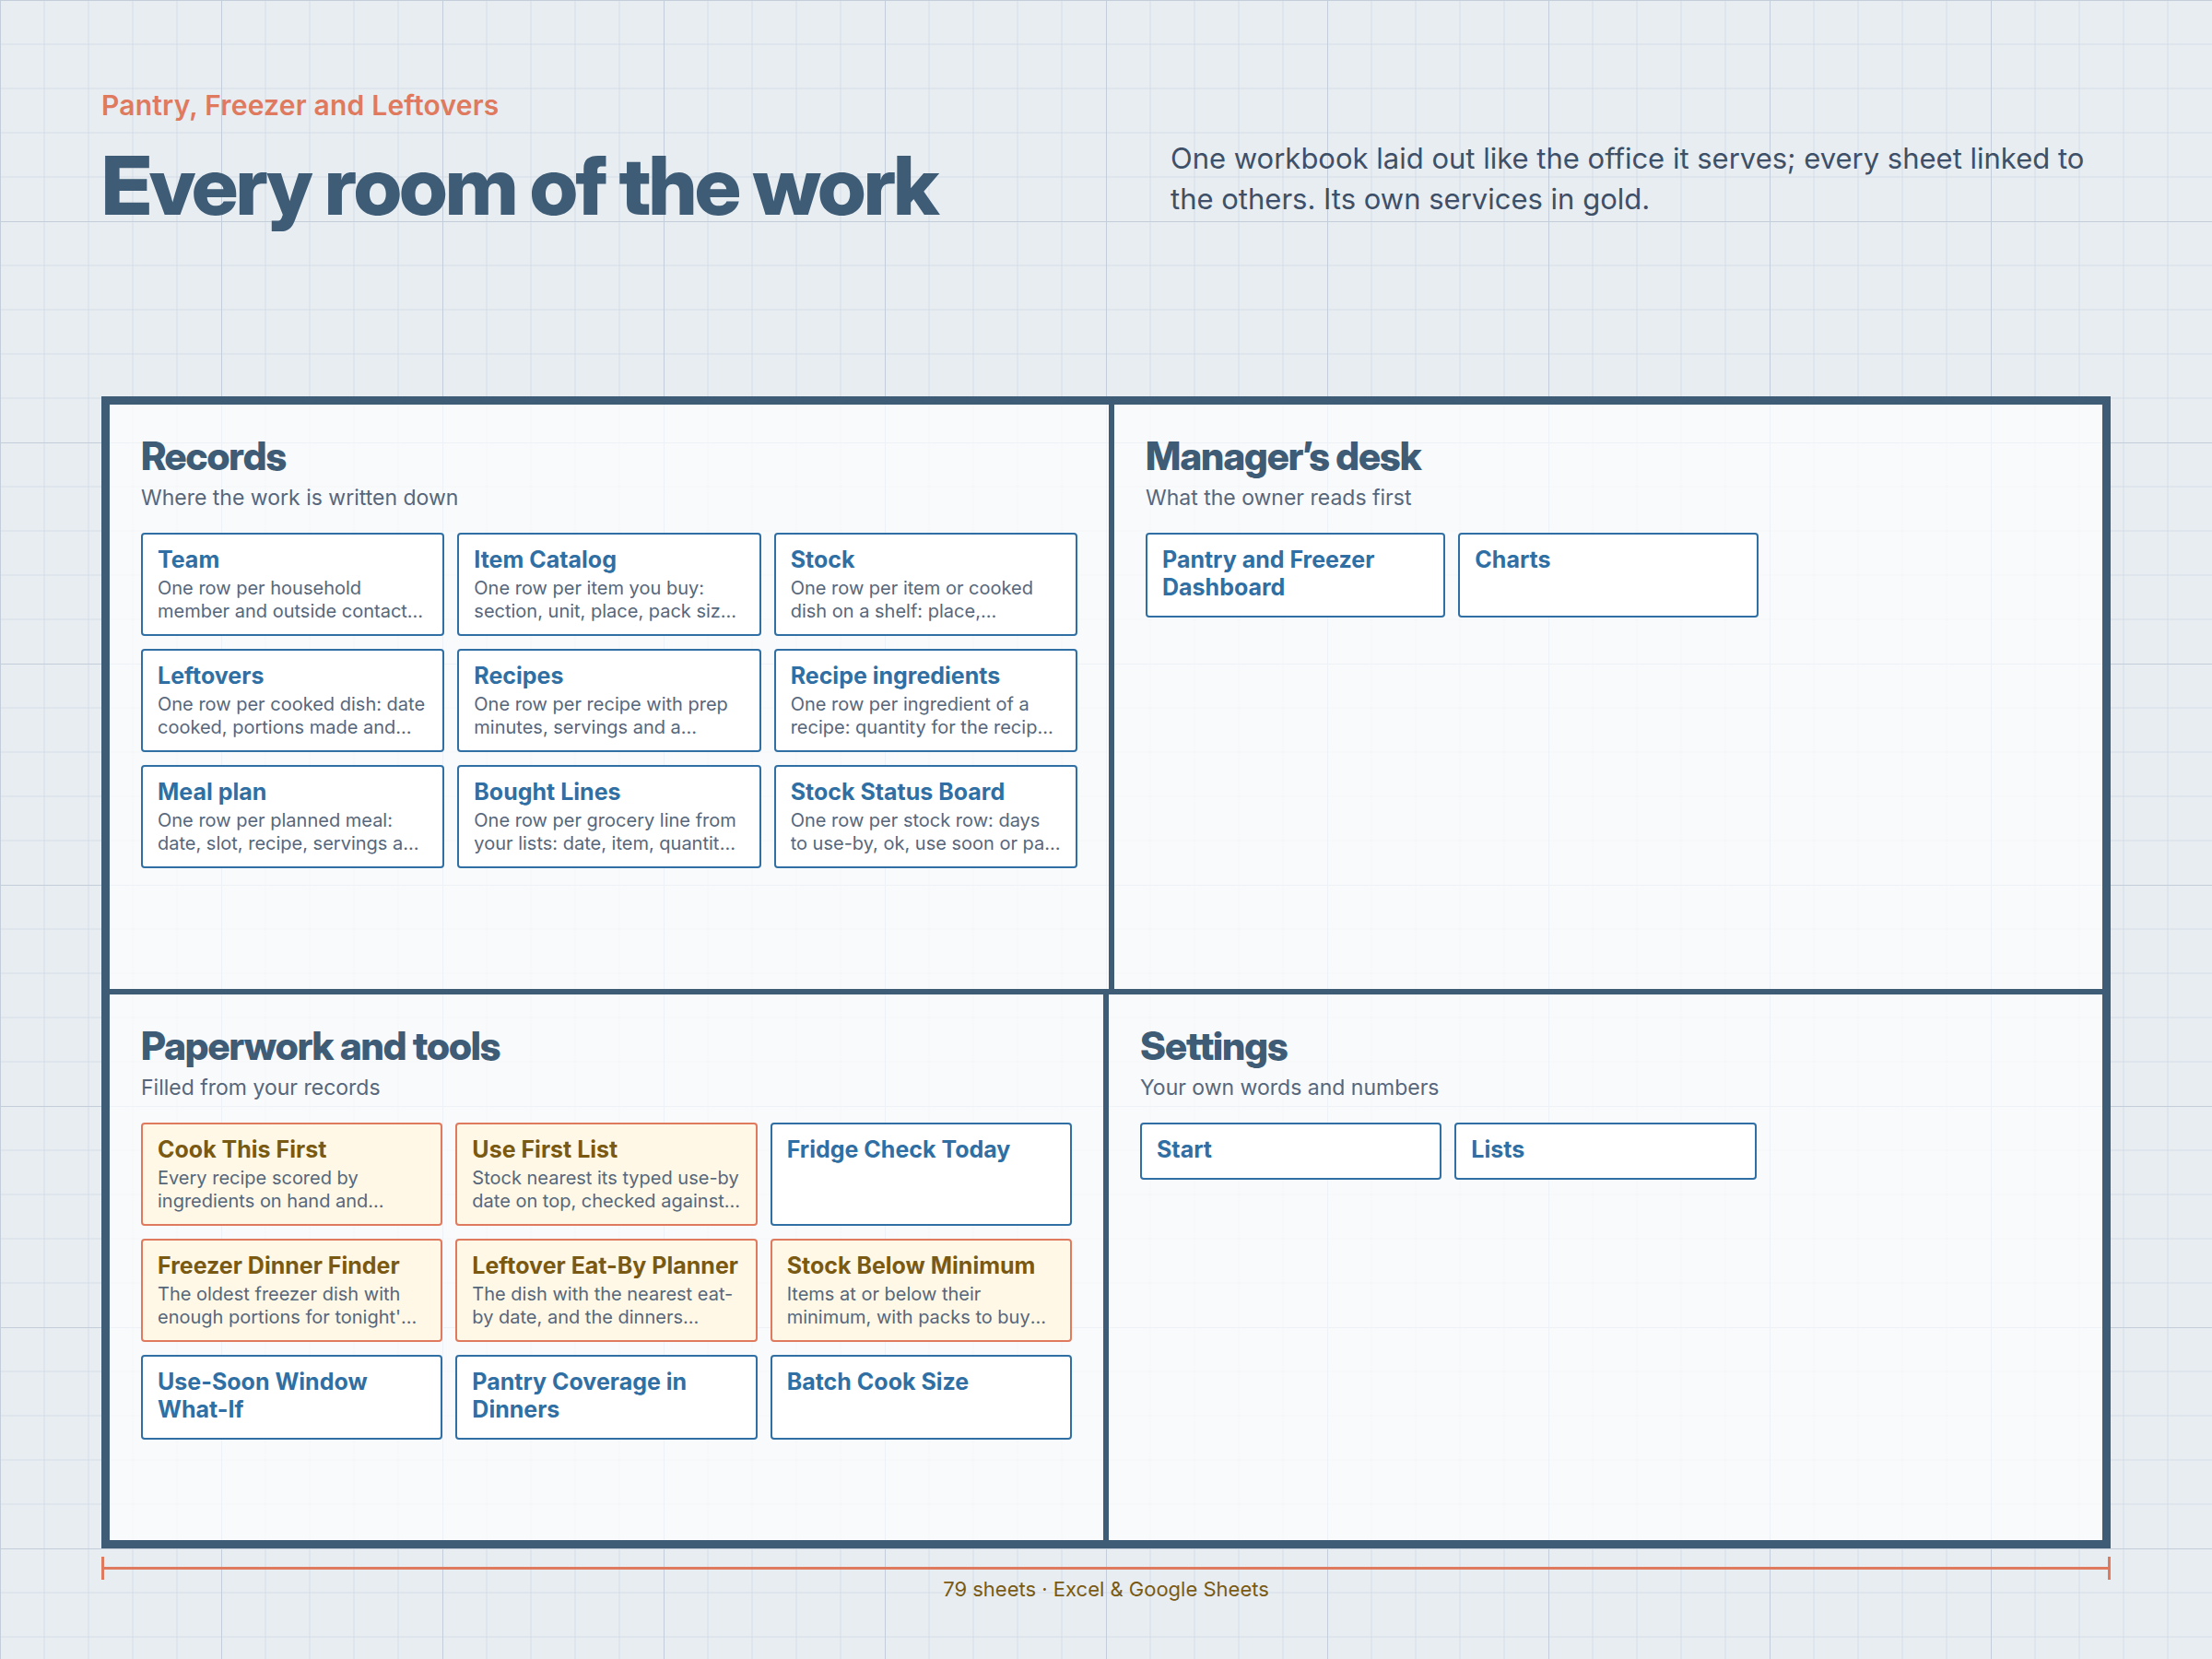 Pantry, Freezer and Leftovers
Every room of the work
One workbook laid out like the office it serves; every sheet linked to
the others. Its own services in gold.
Records
Where the work is written down
Team
One row per household
member and outside contact...
Item Catalog
One row per item you buy:
section, unit, place, pack siz...
Stock
One row per item or cooked
dish on a shelf: place,...
Leftovers
One row per cooked dish: date
cooked, portions made and...
Recipes
One row per recipe with prep
minutes, servings and a...
Recipe ingredients
One row per ingredient of a
recipe: quantity for the recip...
Meal plan
One row per planned meal:
date, slot, recipe, servings a...
Bought Lines
One row per grocery line from
your lists: date, item, quantit...
Stock Status Board
One row per stock row: days
to use-by, ok, use soon or pa...
Manager’s desk
What the owner reads first
Pantry and Freezer
Dashboard
Charts
Paperwork and tools
Filled from your records
Cook This First
Every recipe scored by
ingredients on hand and...
Use First List
Stock nearest its typed use-by
date on top, checked against...
Fridge Check Today
Freezer Dinner Finder
The oldest freezer dish with
enough portions for tonight'...
Leftover Eat-By Planner
The dish with the nearest eat-
by date, and the dinners...
Stock Below Minimum
Items at or below their
minimum, with packs to buy...
Use-Soon Window
What-If
Pantry Coverage in
Dinners
Batch Cook Size
Settings
Your own words and numbers
Start
Lists
79 sheets · Excel & Google Sheets